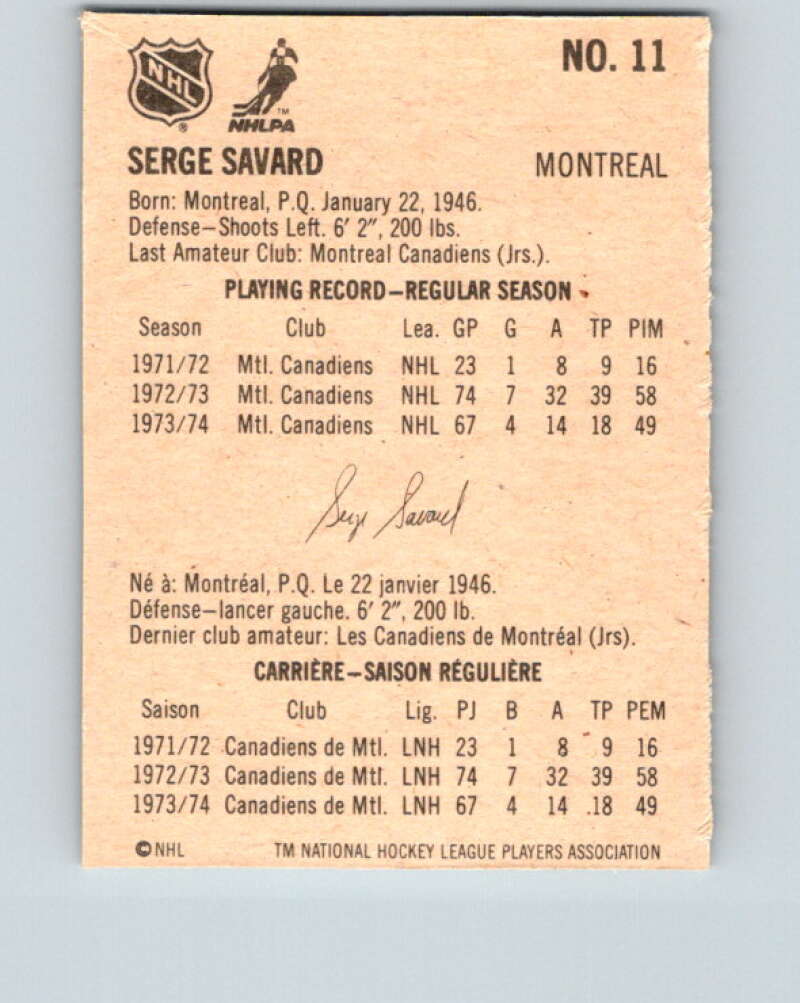 NHL
®
TM
NHLPA
NO. 11
SERGE SAVARD MONTREAL
Born: Montreal, P.Q. January 22, 1946.
Defense—Shoots Left. 6′ 2″, 200 lbs.
Last Amateur Club: Montreal Canadiens (Jrs.).
PLAYING RECORD—REGULAR SEASON
Season Club Lea. GP G A TP PIM
1971/72 Mtl. Canadiens NHL 23 1 8 9 16
1972/73 Mtl. Canadiens NHL 74 7 32 39 58
1973/74 Mtl. Canadiens NHL 67 4 14 18 49
Serge Savard
Né à: Montréal, P.Q. Le 22 janvier 1946.
Défense—lancer gauche. 6′ 2″, 200 lb.
Dernier club amateur: Les Canadiens de Montréal (Jrs).
CARRIÈRE—SAISON RÉGULIÈRE
Saison Club Lig. PJ B A TP PEM
1971/72 Canadiens de Mtl. LNH 23 1 8 9 16
1972/73 Canadiens de Mtl. LNH 74 7 32 39 58
1973/74 Canadiens de Mtl. LNH 67 4 14 18 49
© NHL TM NATIONAL HOCKEY LEAGUE PLAYERS ASSOCIATION